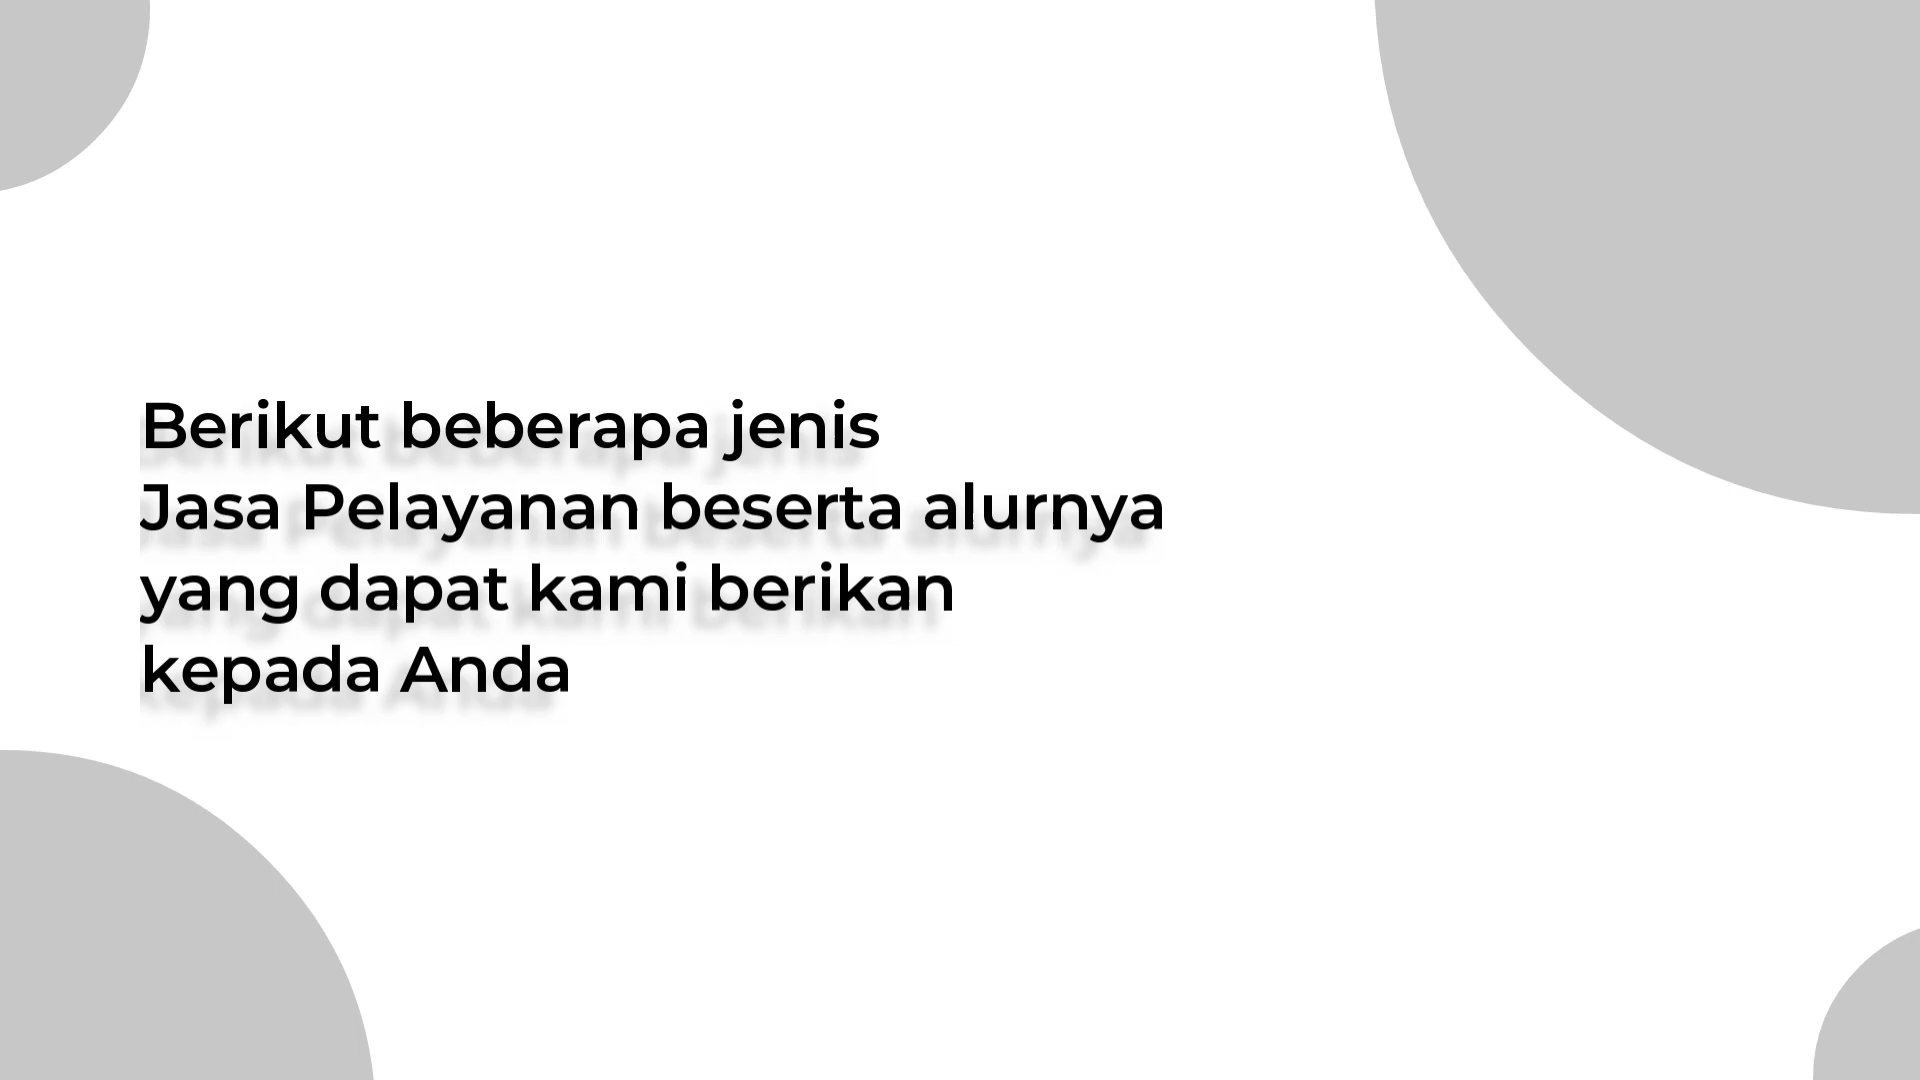 Berikut beberapa jenis
Jasa Pelayanan beserta alurnya
yang dapat kami berikan
kepada Anda